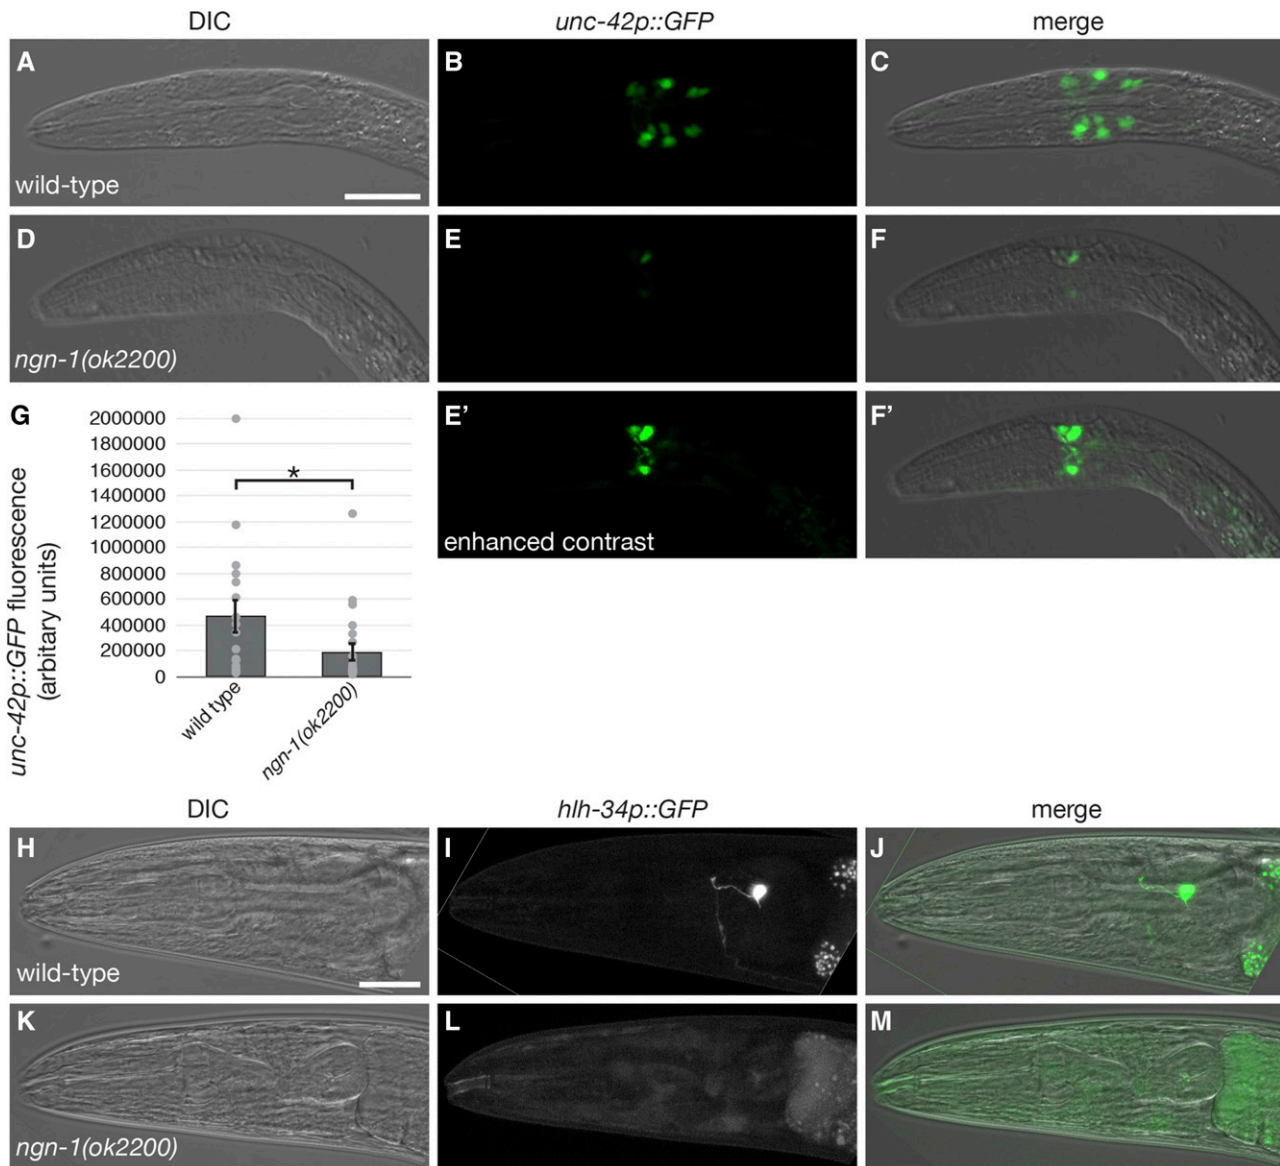 DIC unc-42p::GFP merge
A B C
wild-type
D E F
ngn-1(ok2200)
G E’ F’
2000000
1800000
1600000
1400000
1200000
1000000
800000
600000
400000
200000
0
*
unc-42p::GFP fluorescence
(arbitary units)
wild type
ngn-1(ok2200)
enhanced contrast
DIC hlh-34p::GFP merge
H I J
wild-type
K L M
ngn-1(ok2200)